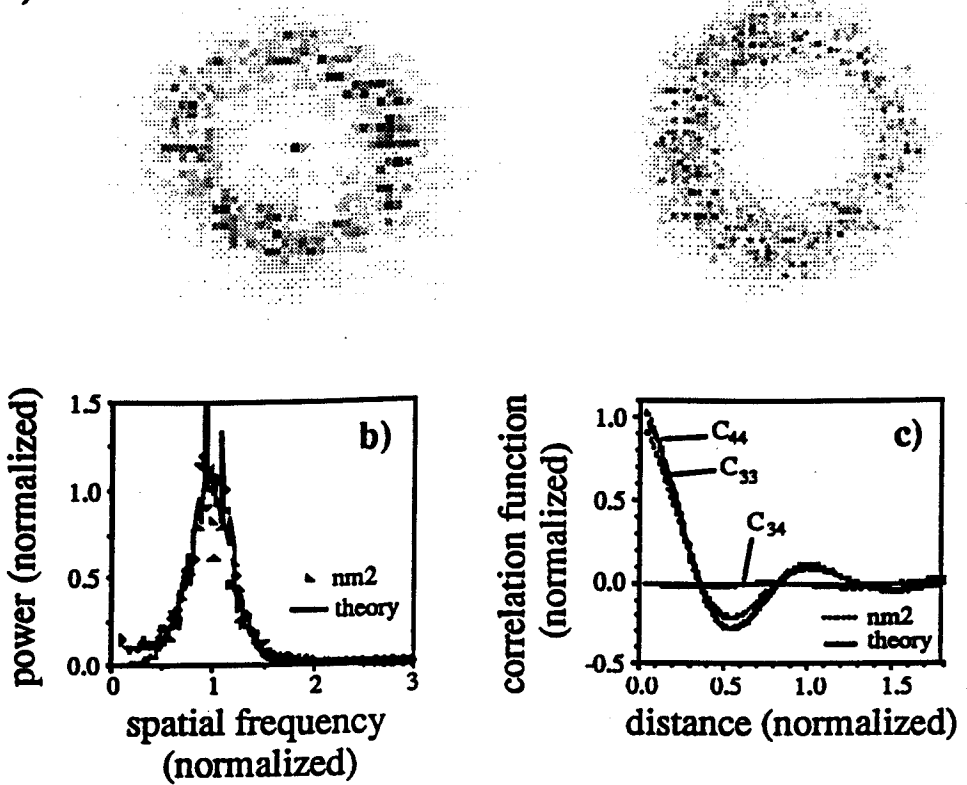 b)
1.5
1.0
0.5
0.0
0
1
2
3
power (normalized)
nm2
theory
spatial frequency
(normalized)
c)
1.0
0.5
0.0
-0.5
0.0
0.5
1.0
1.5
correlation function
(normalized)
C44
C33
C34
nm2
theory
distance (normalized)